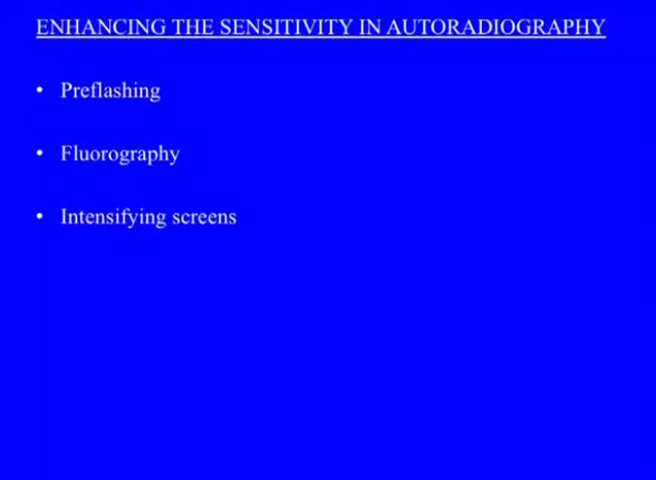 ENHANCING THE SENSITIVITY IN AUTORADIOGRAPHY
• Preflashing
• Fluorography
• Intensifying screens